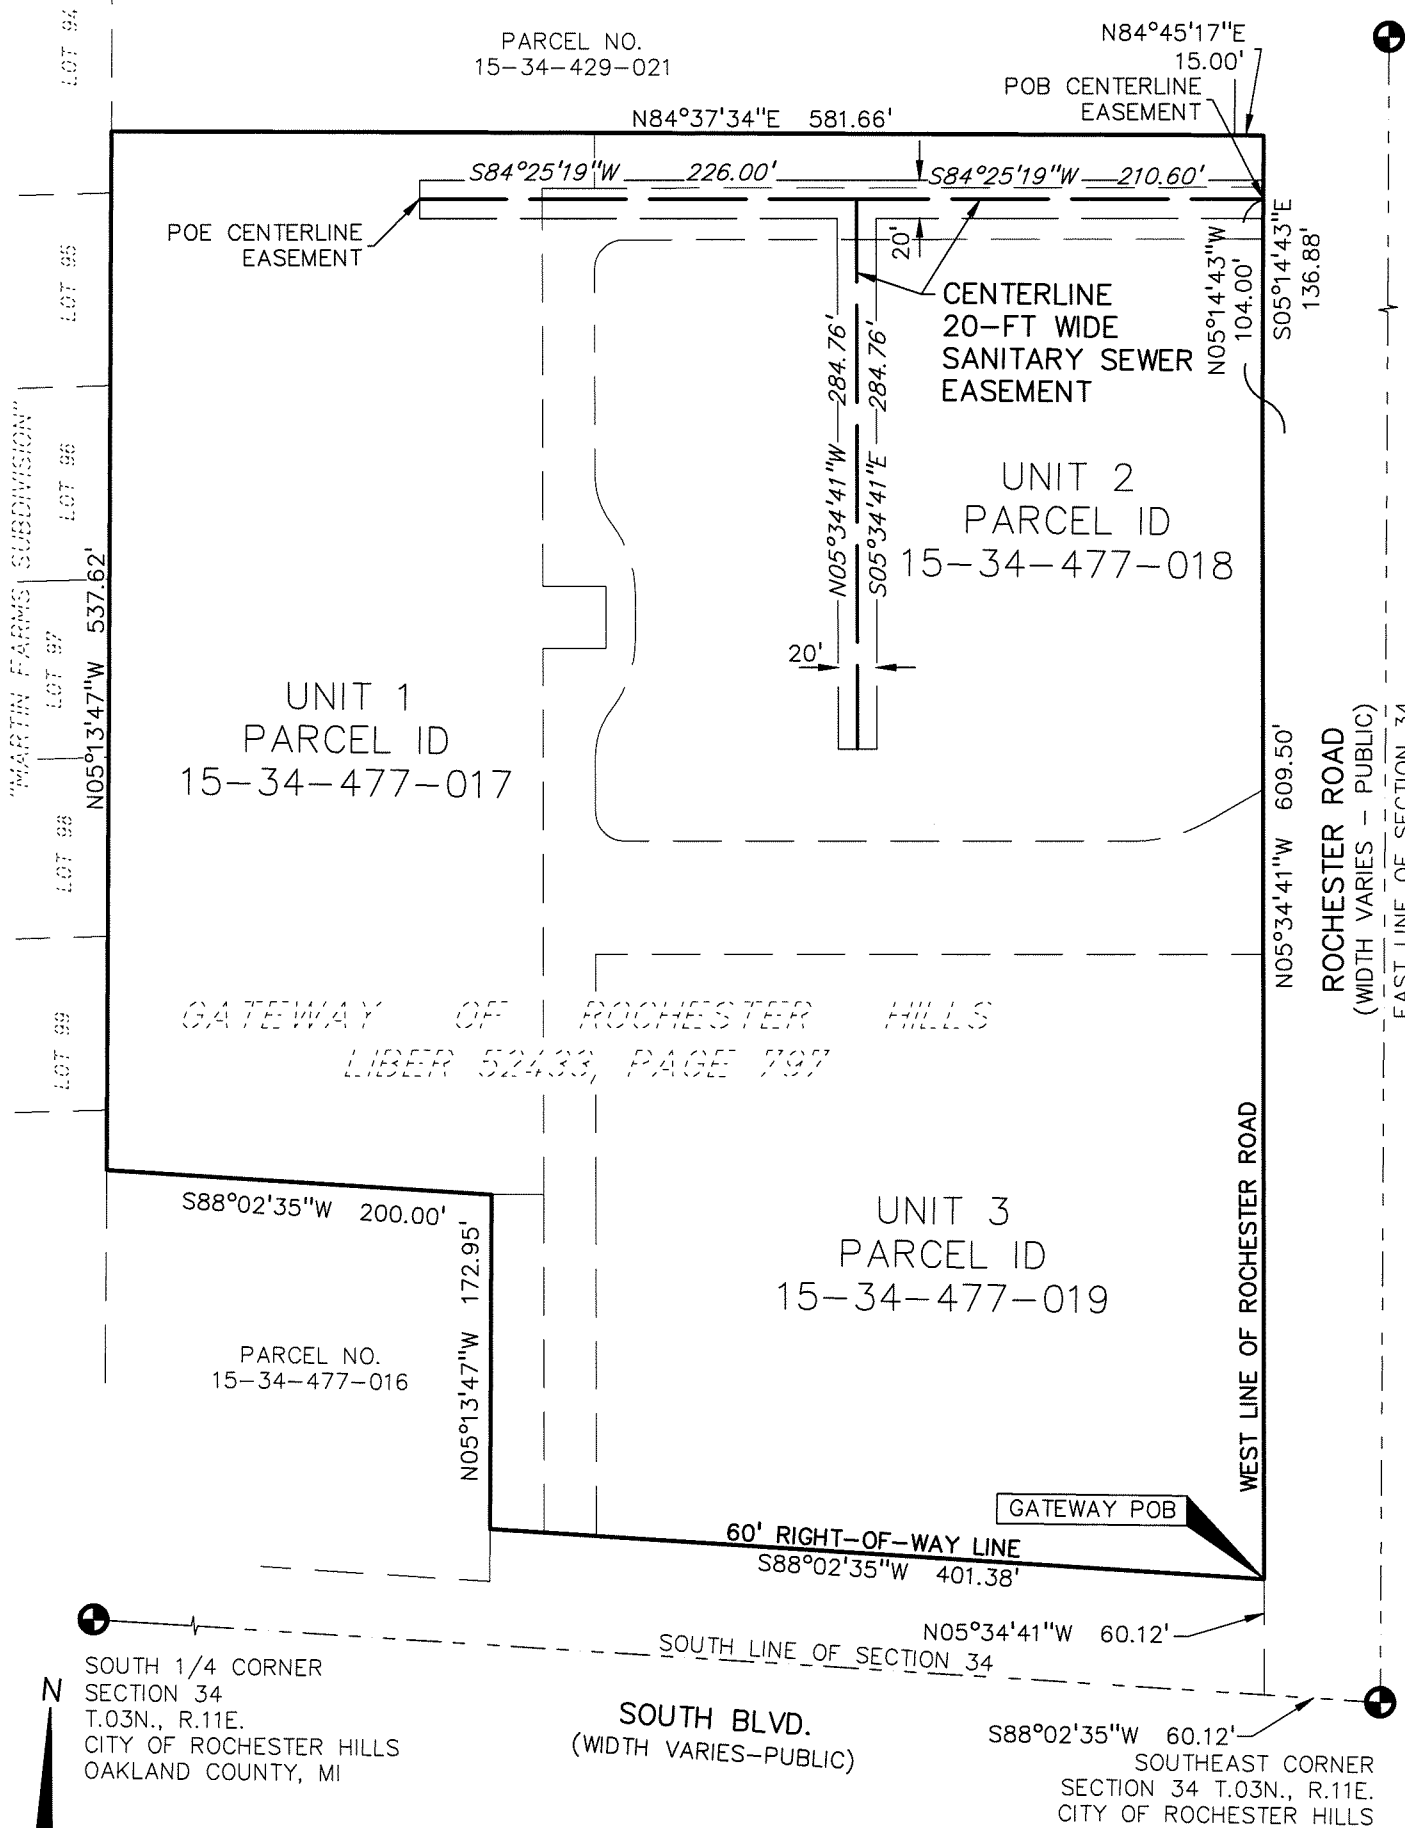 LOT 94
PARCEL NO.
15-34-429-021
N84°45'17"E
15.00'
POB CENTERLINE
EASEMENT
N84°37'34"E 581.66'
S84°25'19"W 226.00'
S84°25'19"W 210.60'
POE CENTERLINE
EASEMENT
20'
CENTERLINE
20-FT WIDE
SANITARY SEWER
EASEMENT
N05°14'43"W
104.00'
S05°14'43"E
136.88'
LOT 95
N05°34'41"W 284.76'
S05°34'41"E 284.76'
UNIT 2
PARCEL ID
15-34-477-018
"MARTIN FARMS SUBDIVISION"
LOT 96
N05°13'47"W 537.62'
LOT 97
20'
UNIT 1
PARCEL ID
15-34-477-017
LOT 98
N05°34'41"W 609.50'
ROCHESTER ROAD
(WIDTH VARIES - PUBLIC)
EAST LINE OF SECTION 34
GATEWAY OF ROCHESTER HILLS
LIBER 52433, PAGE 797
LOT 99
WEST LINE OF ROCHESTER ROAD
S88°02'35"W 200.00'
N05°13'47"W 172.95'
UNIT 3
PARCEL ID
15-34-477-019
PARCEL NO.
15-34-477-016
GATEWAY POB
60' RIGHT-OF-WAY LINE
S88°02'35"W 401.38'
N05°34'41"W 60.12'
SOUTH LINE OF SECTION 34
SOUTH 1/4 CORNER
SECTION 34
T.03N., R.11E.
CITY OF ROCHESTER HILLS
OAKLAND COUNTY, MI
N
SOUTH BLVD.
(WIDTH VARIES-PUBLIC)
S88°02'35"W 60.12'
SOUTHEAST CORNER
SECTION 34 T.03N., R.11E.
CITY OF ROCHESTER HILLS